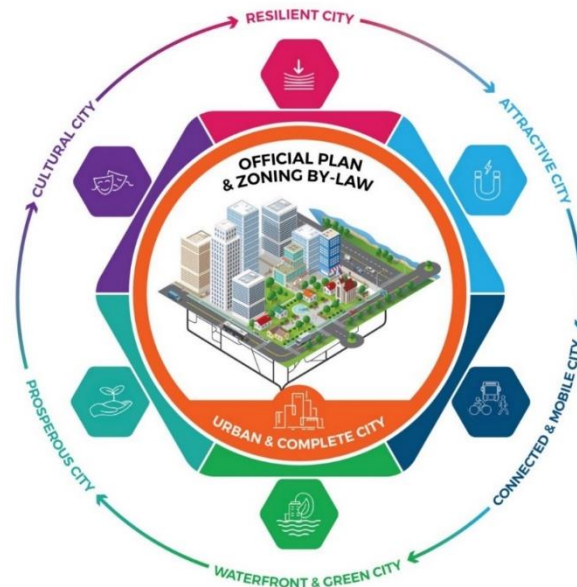 RESILIENT CITY
ATTRACTIVE CITY
CONNECTED & MOBILE CITY
WATERFRONT & GREEN CITY
PROSPEROUS CITY
CULTURAL CITY
OFFICIAL PLAN
& ZONING BY-LAW
URBAN & COMPLETE CITY